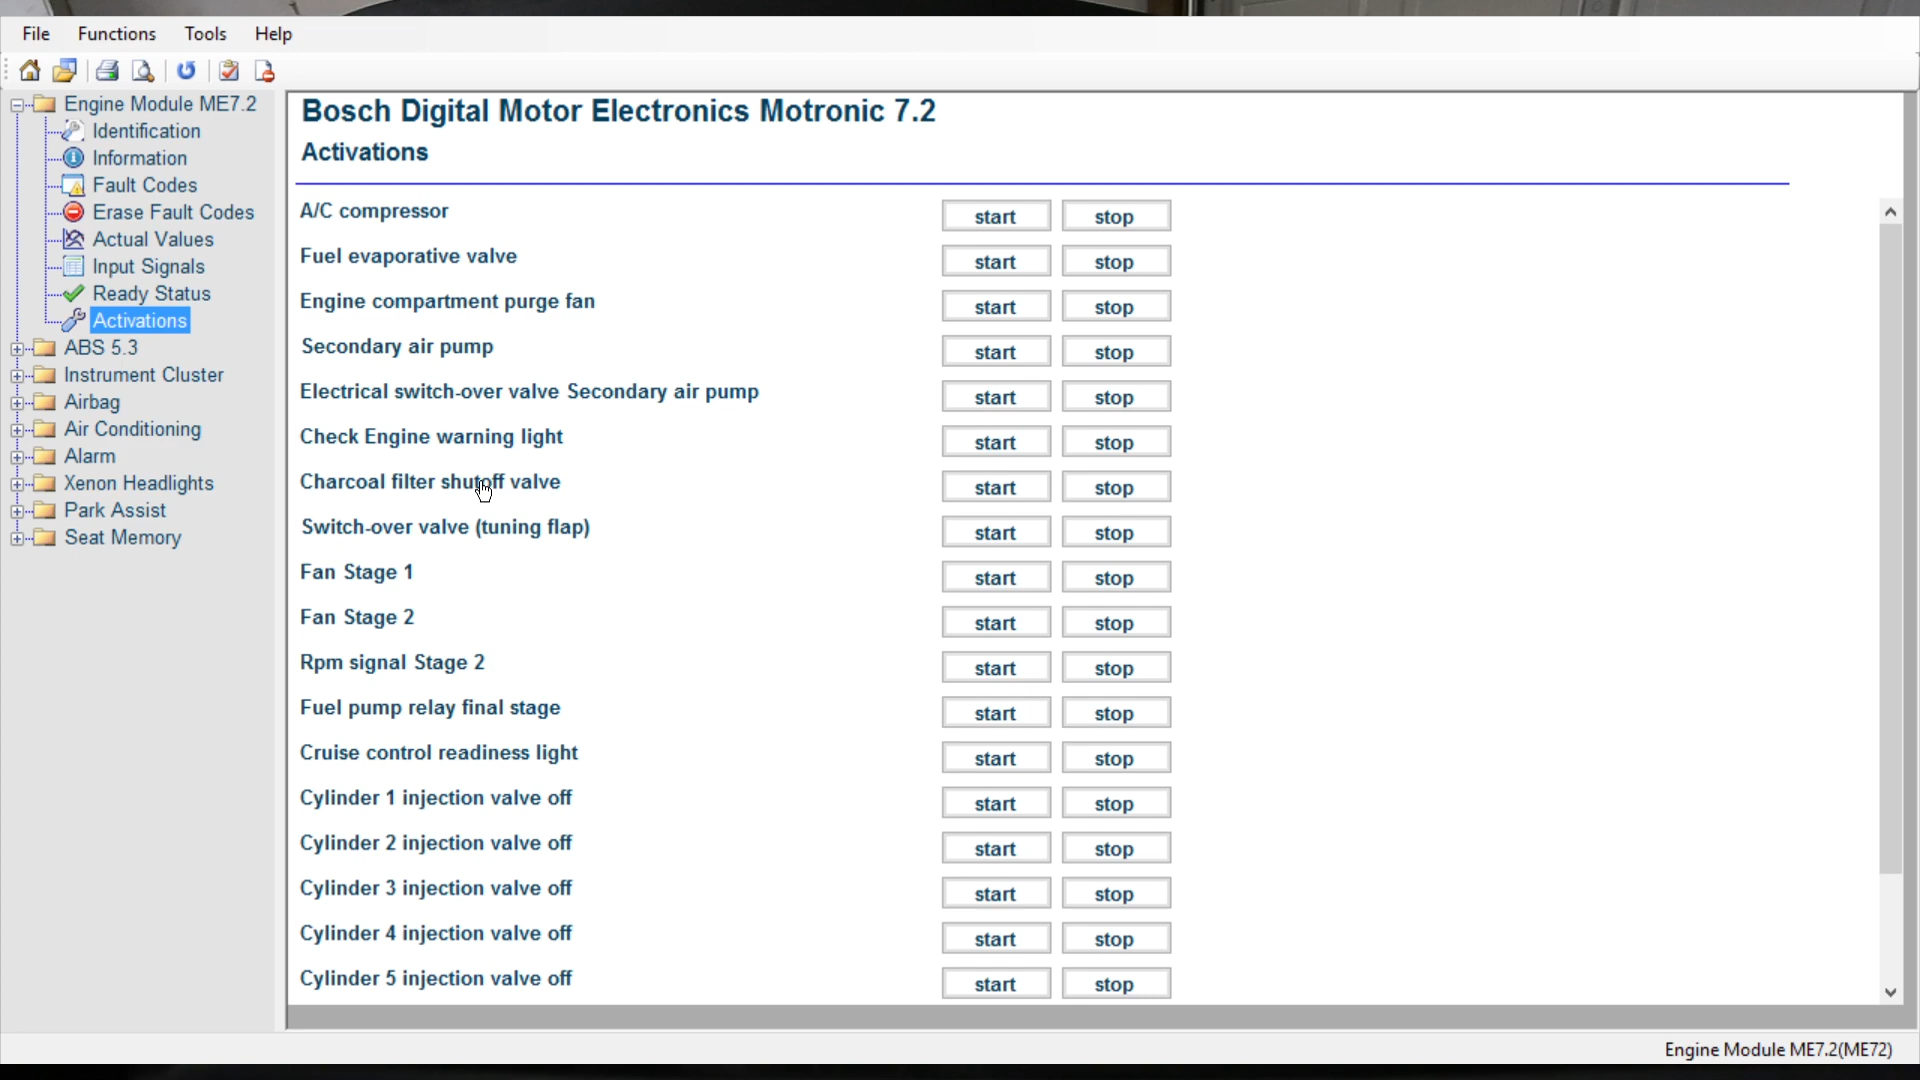 File Functions Tools Help
Engine Module ME7.2
Identification
Information
Fault Codes
Erase Fault Codes
Actual Values
Input Signals
Ready Status
Activations
ABS 5.3
Instrument Cluster
Airbag
Air Conditioning
Alarm
Xenon Headlights
Park Assist
Seat Memory
Bosch Digital Motor Electronics Motronic 7.2
Activations
A/C compressor start stop
Fuel evaporative valve start stop
Engine compartment purge fan start stop
Secondary air pump start stop
Electrical switch-over valve Secondary air pump start stop
Check Engine warning light start stop
Charcoal filter shutoff valve start stop
Switch-over valve (tuning flap) start stop
Fan Stage 1 start stop
Fan Stage 2 start stop
Rpm signal Stage 2 start stop
Fuel pump relay final stage start stop
Cruise control readiness light start stop
Cylinder 1 injection valve off start stop
Cylinder 2 injection valve off start stop
Cylinder 3 injection valve off start stop
Cylinder 4 injection valve off start stop
Cylinder 5 injection valve off start stop
Engine Module ME7.2(ME72)